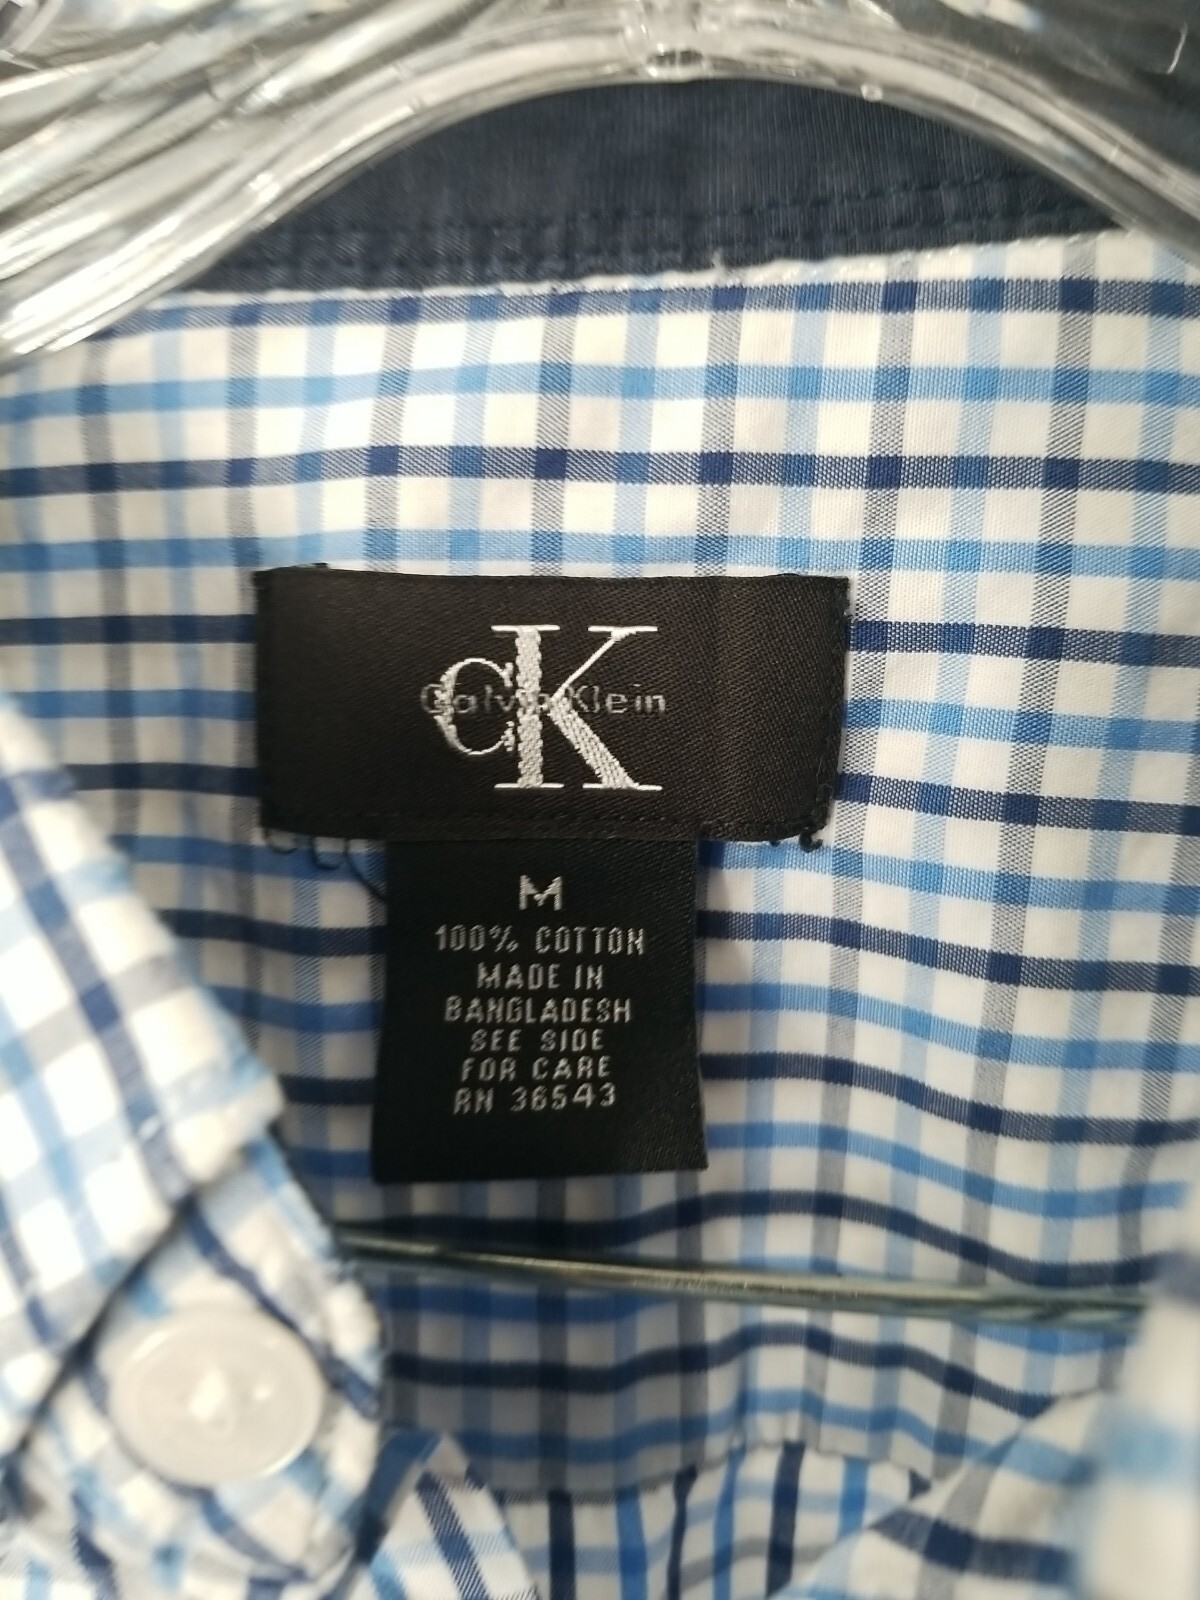 CK
Calvin Klein
M
100% COTTON
MADE IN
BANGLADESH
SEE SIDE
FOR CARE
RN 36543